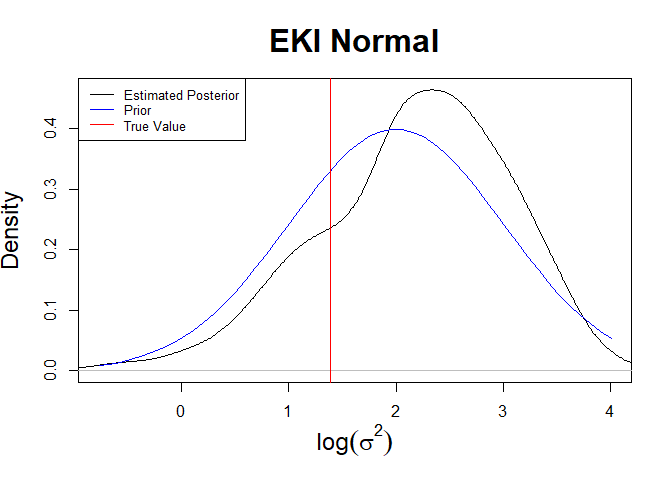 EKI Normal
Estimated Posterior
Prior
True Value
Density
0.0
0.1
0.2
0.3
0.4
0
1
2
3
4
log(σ²)